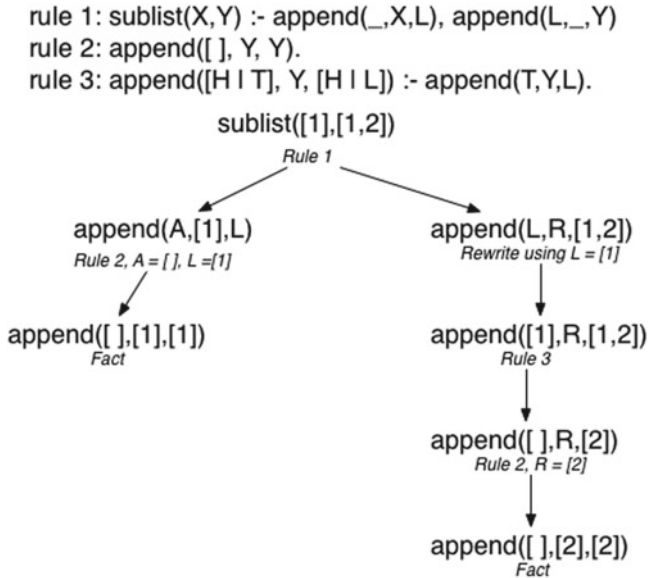 rule 1: sublist(X,Y) :- append(_,X,L), append(L,_,Y)
rule 2: append([ ], Y, Y).
rule 3: append([H | T], Y, [H | L]) :- append(T,Y,L).
sublist([1],[1,2])
Rule 1
append(A,[1],L)
Rule 2, A = [ ], L =[1]
append([ ],[1],[1])
Fact
append(L,R,[1,2])
Rewrite using L = [1]
append([1],R,[1,2])
Rule 3
append([ ],R,[2])
Rule 2, R = [2]
append([ ],[2],[2])
Fact